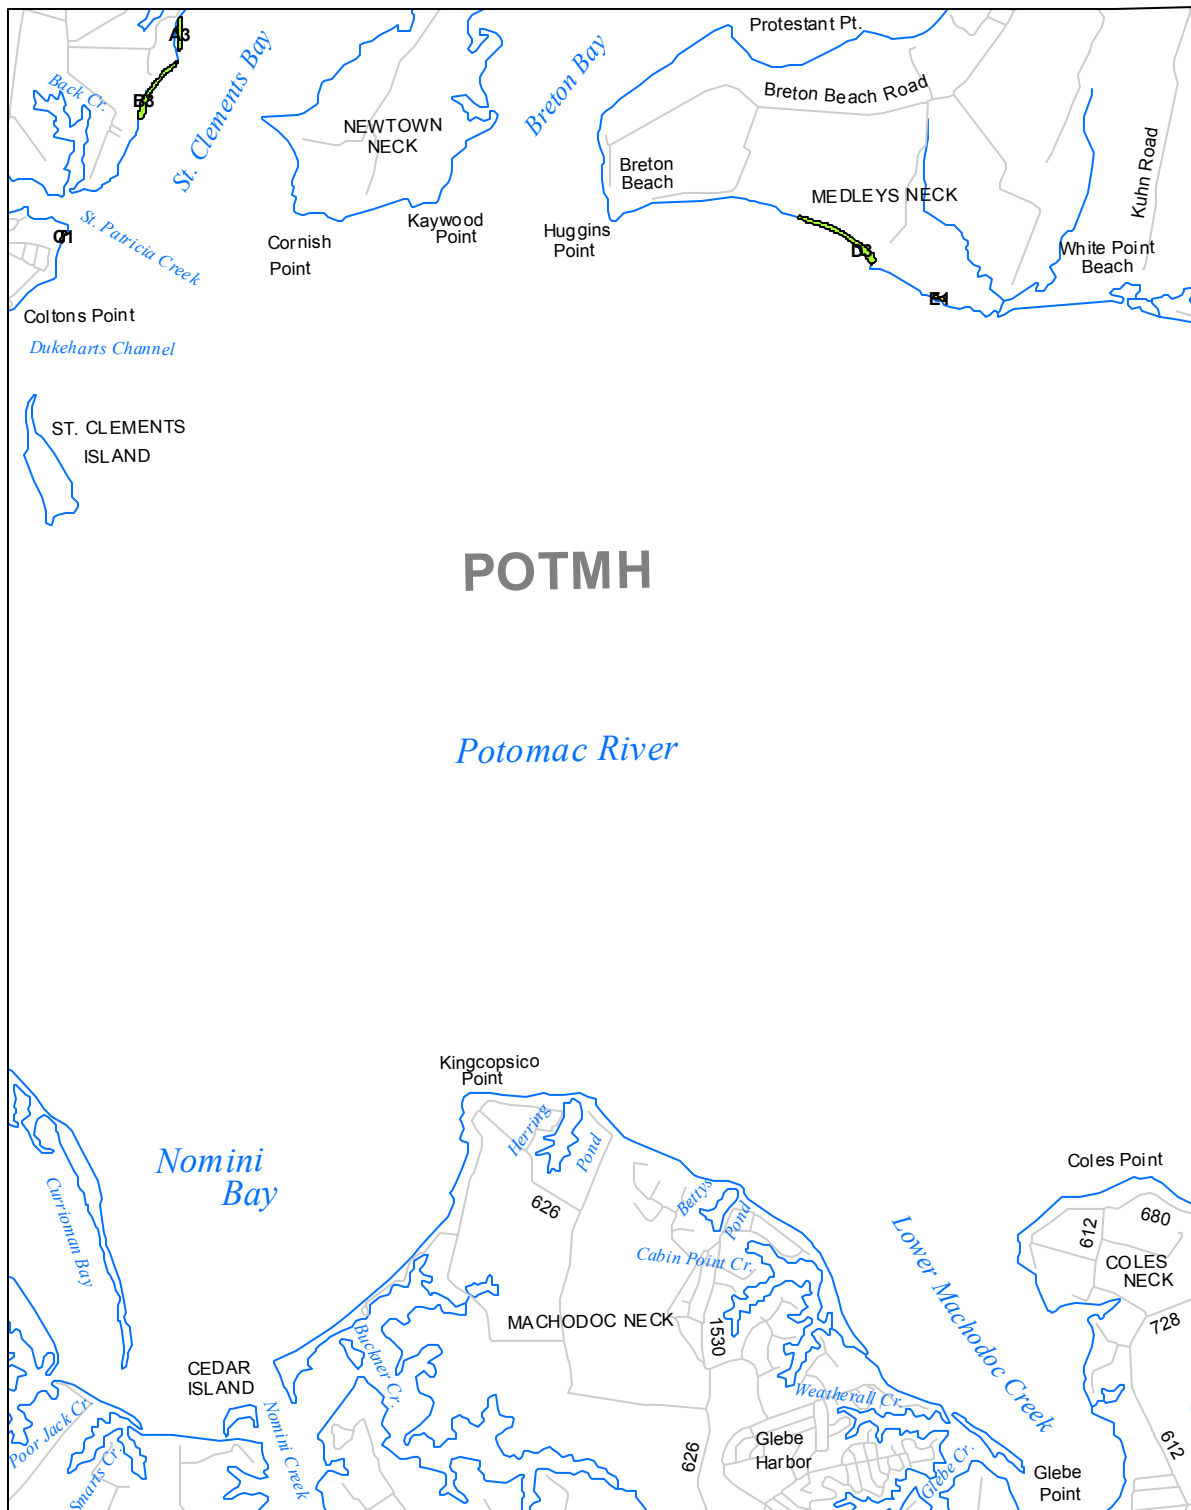 A3
Protestant Pt.
Back Cr.
B3
St. Clements Bay
NEWTOWN
NECK
Breton Bay
Breton Beach Road
Breton
Beach
MEDLEYS NECK
Kuhn Road
St. Patricia Creek
Cornish
Point
Kaywood
Point
Huggins
Point
D3
White Point
Beach
E1
Coltons Point
Dukeharts Channel
ST. CLEMENTS
ISLAND
POTMH
Potomac River
Kingcopsico
Point
Herring
Pond
Nomini
Bay
Currioman Bay
626
Bettys
Pond
Cabin Point Cr.
Coles Point
612
680
COLES
NECK
728
Lower Machodoc Creek
MACHODOC NECK
1530
Buckner Cr.
CEDAR
ISLAND
Nomini Creek
Poor Jack Cr.
Smarts Cr.
Weatherall Cr.
626
Glebe
Harbor
Glebe Cr.
Glebe
Point
612